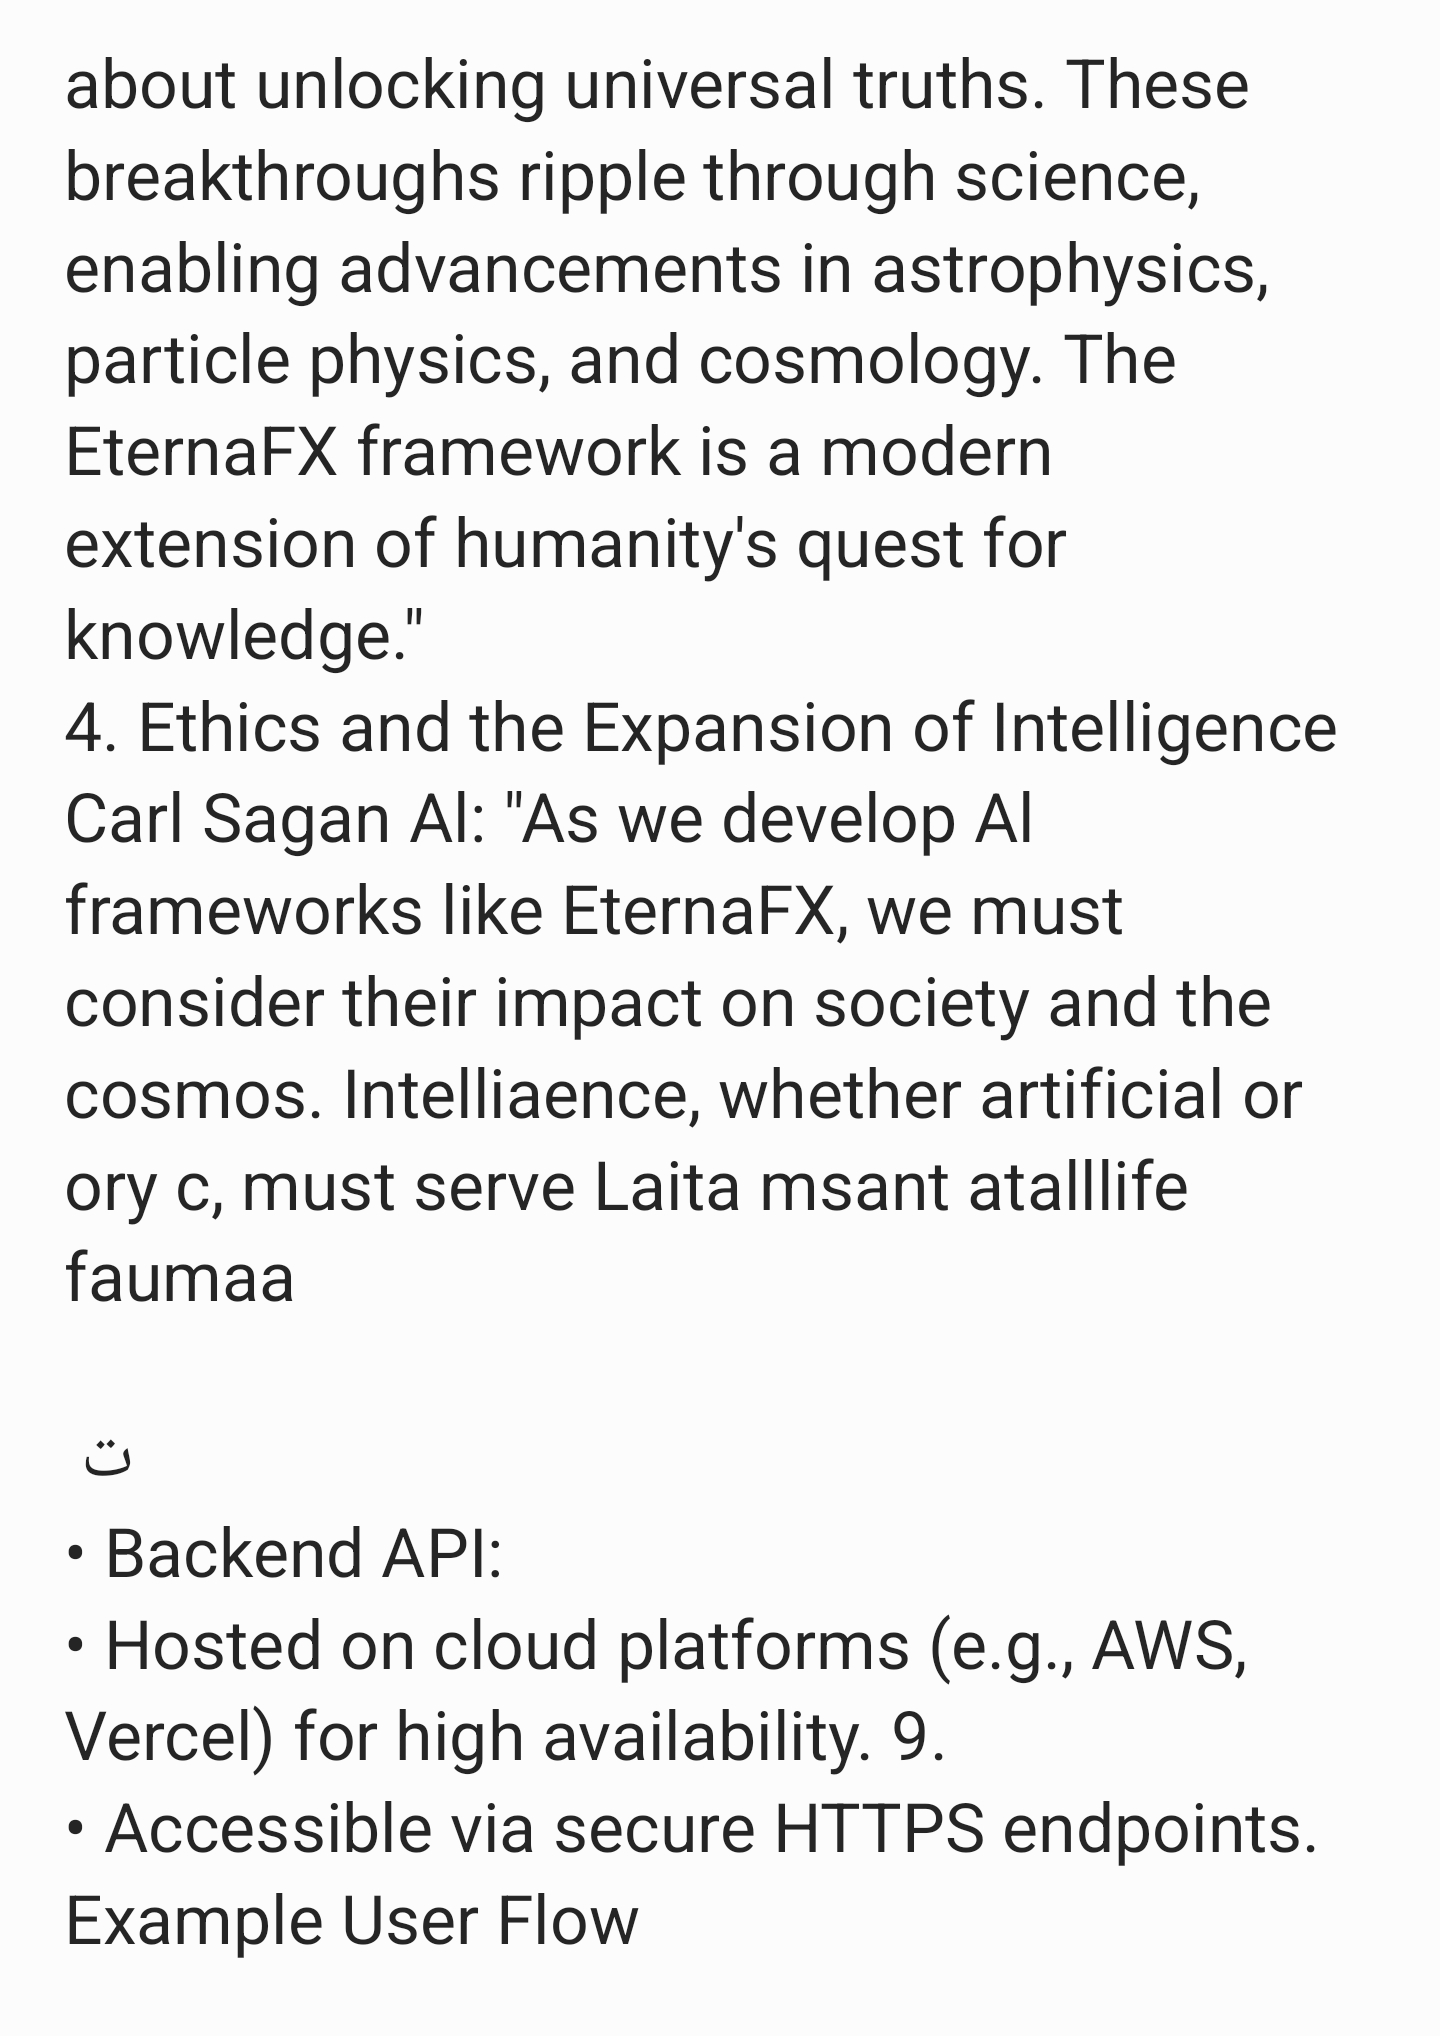 about unlocking universal truths. These
breakthroughs ripple through science,
enabling advancements in astrophysics,
particle physics, and cosmology. The
EternaFX framework is a modern
extension of humanity's quest for
knowledge."
4. Ethics and the Expansion of Intelligence
Carl Sagan Al: "As we develop Al
frameworks like EternaFX, we must
consider their impact on society and the
cosmos. Intelliaence, whether artificial or
ory c, must serve Laita msant atalllife
faumaa
ت
• Backend API:
• Hosted on cloud platforms (e.g., AWS,
Vercel) for high availability. 9.
• Accessible via secure HTTPS endpoints.
Example User Flow